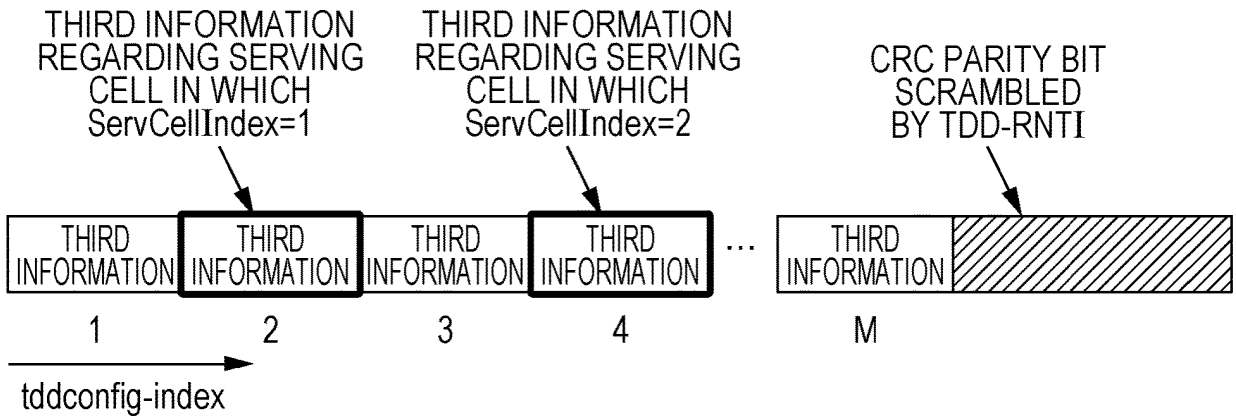 THIRD INFORMATION
REGARDING SERVING
CELL IN WHICH
ServCellIndex=1
THIRD INFORMATION
REGARDING SERVING
CELL IN WHICH
ServCellIndex=2
CRC PARITY BIT
SCRAMBLED
BY TDD-RNTI
THIRD
INFORMATION
THIRD
INFORMATION
THIRD
INFORMATION
THIRD
INFORMATION
...
THIRD
INFORMATION
1
2
3
4
M
tddconfig-index